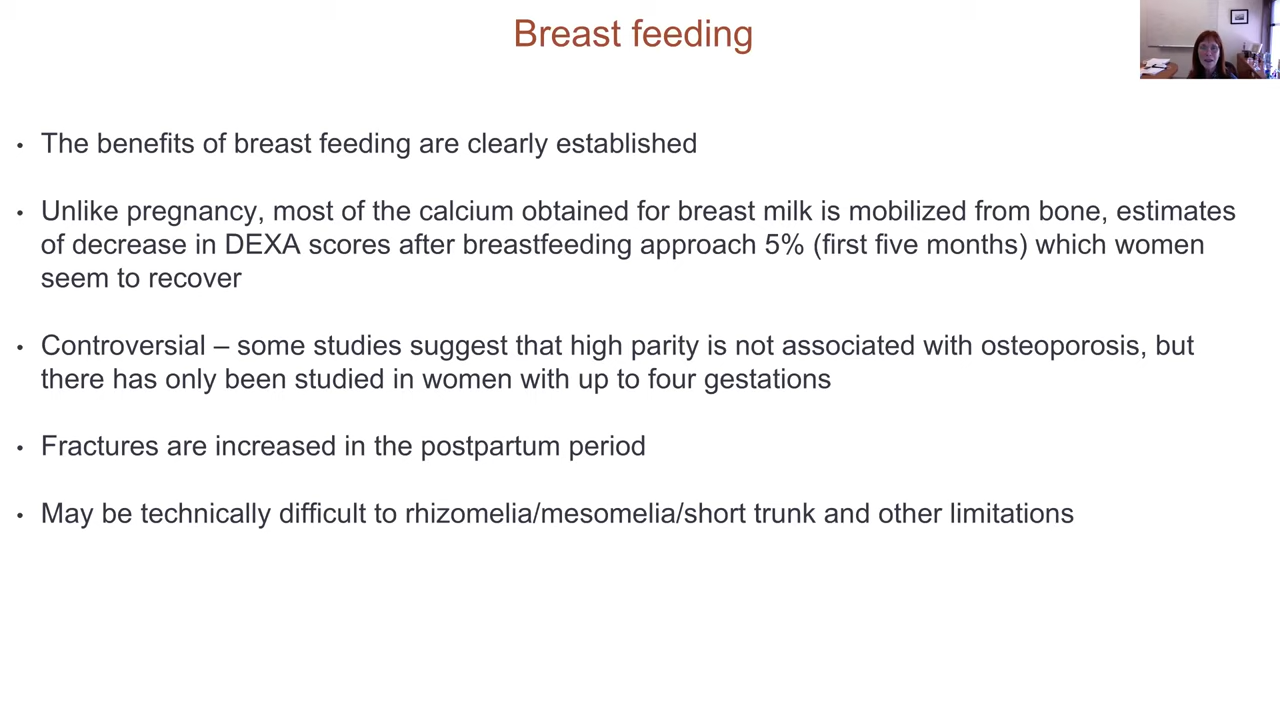 Breast feeding
• The benefits of breast feeding are clearly established
• Unlike pregnancy, most of the calcium obtained for breast milk is mobilized from bone, estimates
of decrease in DEXA scores after breastfeeding approach 5% (first five months) which women
seem to recover
• Controversial – some studies suggest that high parity is not associated with osteoporosis, but
there has only been studied in women with up to four gestations
• Fractures are increased in the postpartum period
• May be technically difficult to rhizomelia/mesomelia/short trunk and other limitations